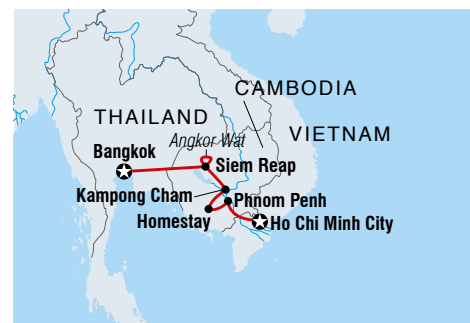 CAMBODIA
THAILAND
VIETNAM
Angkor Wat
Bangkok
Siem Reap
Kampong Cham
Phnom Penh
Homestay
Ho Chi Minh City